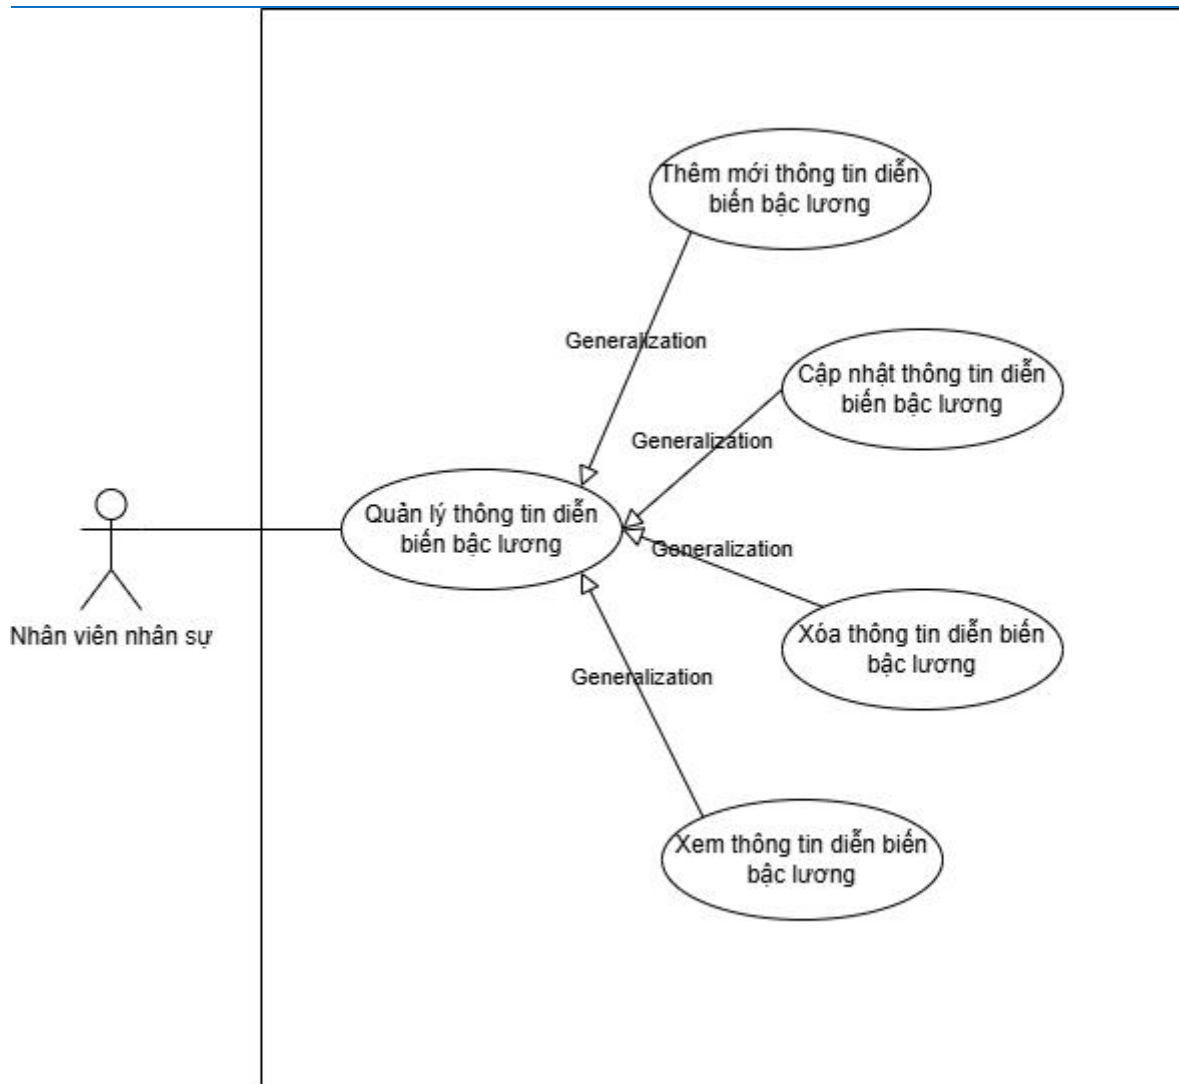 Thêm mới thông tin diễn
biến bậc lương
Generalization
Cập nhật thông tin diễn
biến bậc lương
Generalization
Quản lý thông tin diễn
biến bậc lương
Generalization
Nhân viên nhân sự
Xóa thông tin diễn biến
bậc lương
Generalization
Xem thông tin diễn biến
bậc lương